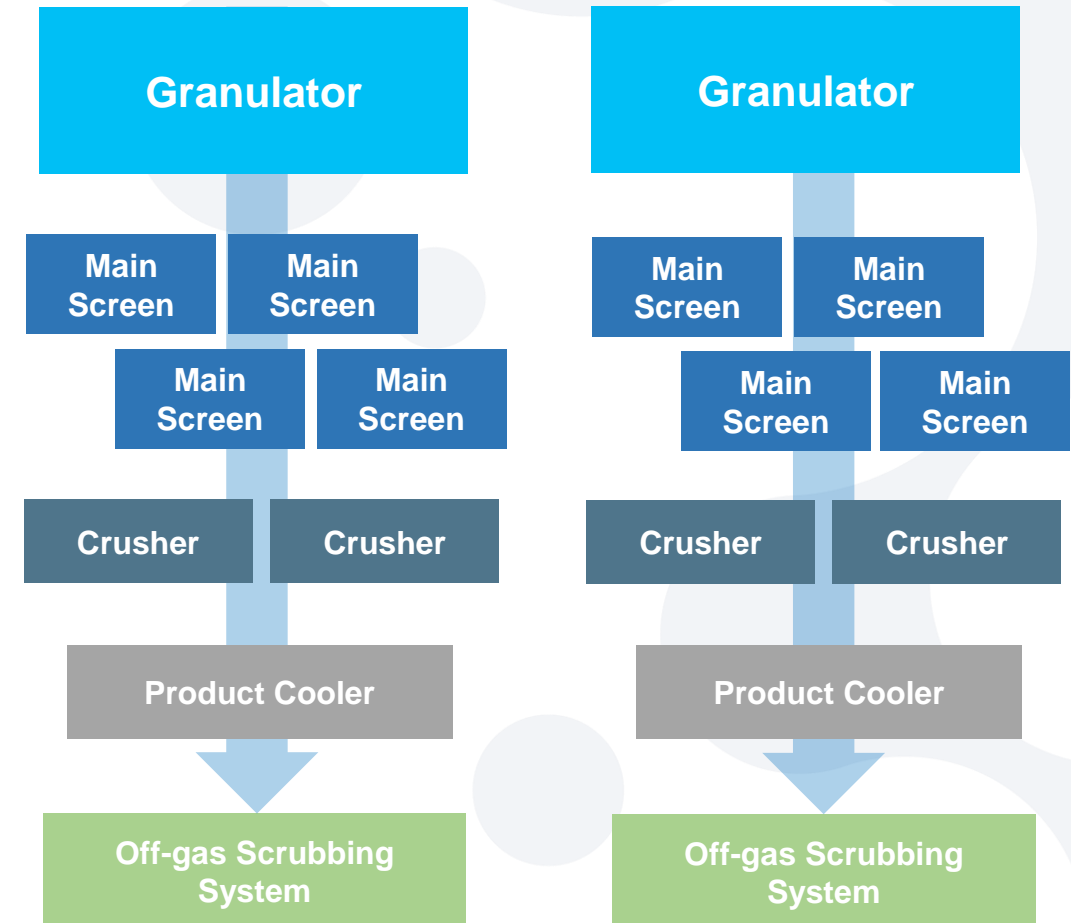 Granulator
Main
Screen
Main
Screen
Main
Screen
Main
Screen
Crusher
Crusher
Product Cooler
Off-gas Scrubbing
System
Granulator
Main
Screen
Main
Screen
Main
Screen
Main
Screen
Crusher
Crusher
Product Cooler
Off-gas Scrubbing
System